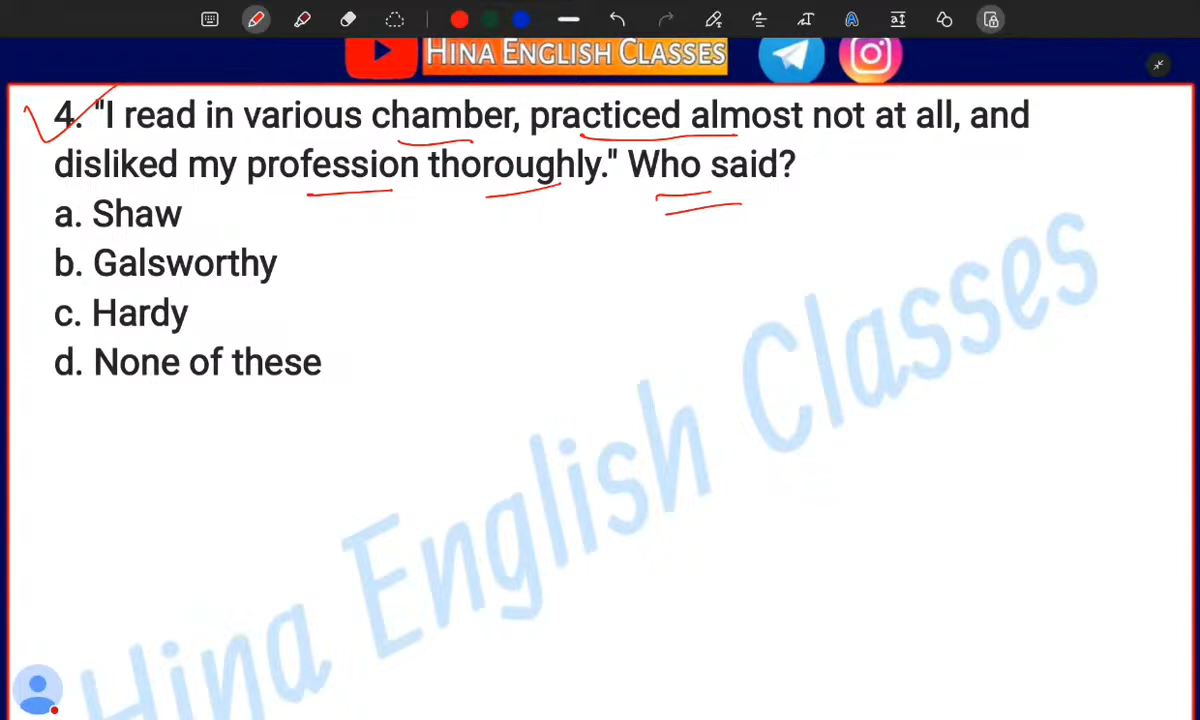 HINA ENGLISH CLASSES
4. "I read in various chamber, practiced almost not at all, and
disliked my profession thoroughly." Who said?
a. Shaw
b. Galsworthy
c. Hardy
d. None of these
Hina English Classes